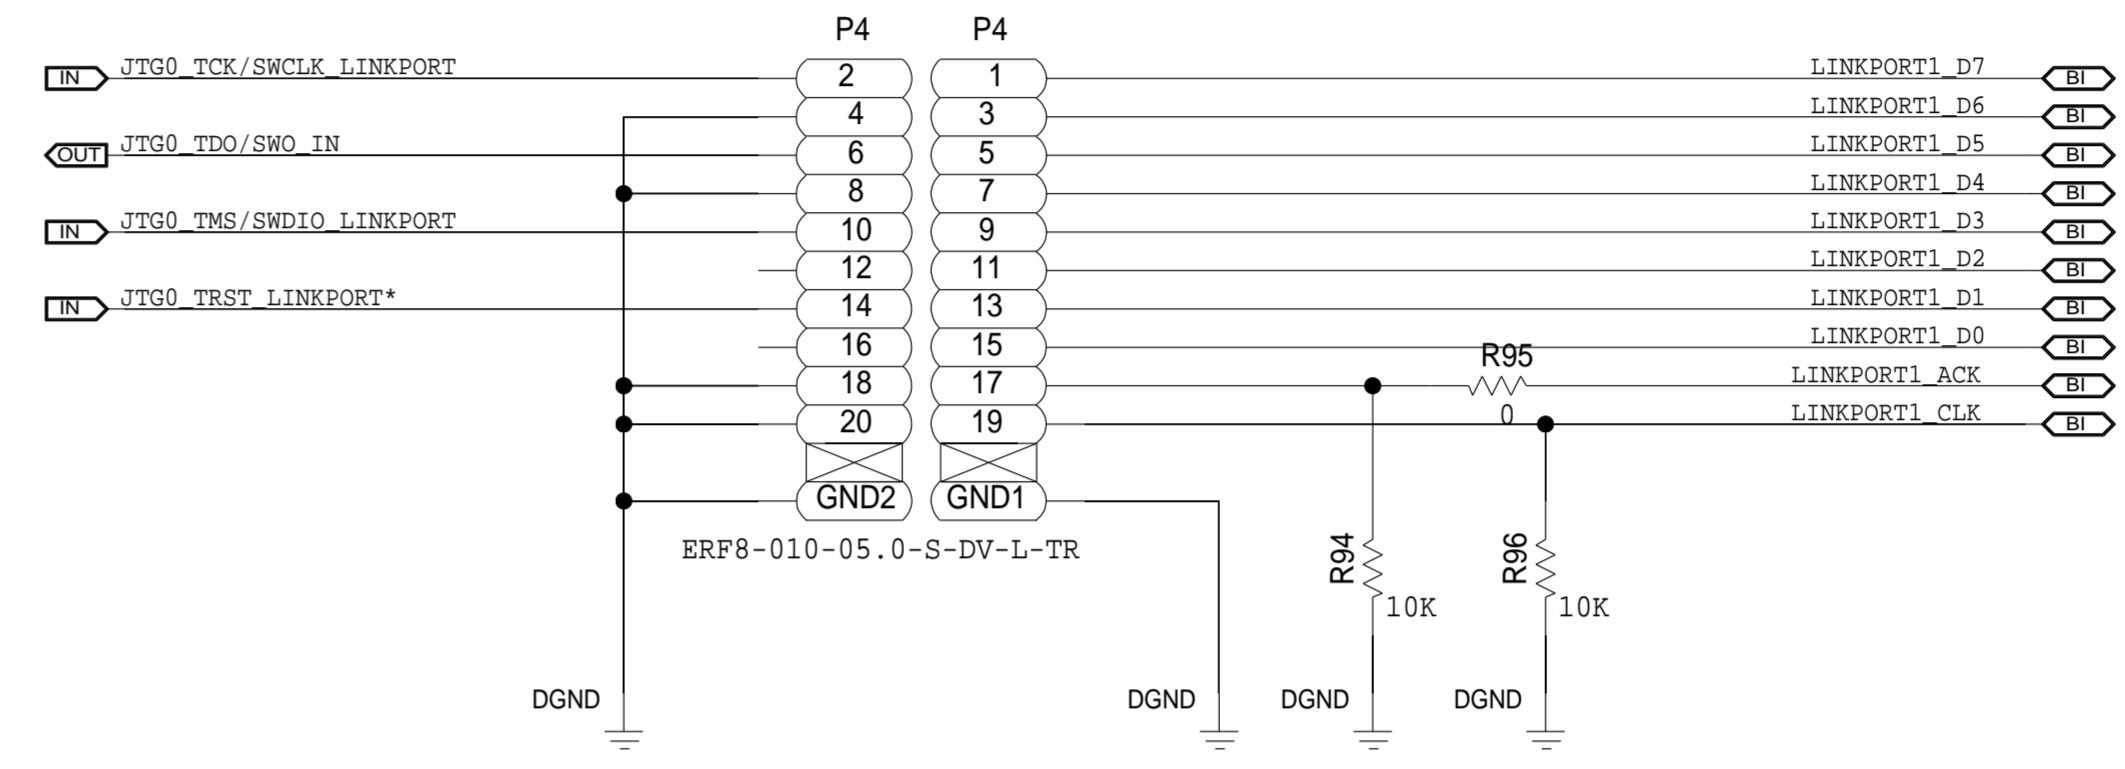 P4 P4
IN JTG0_TCK/SWCLK_LINKPORT 2 1 LINKPORT1_D7 BI
4 3 LINKPORT1_D6 BI
OUT JTG0_TDO/SWO_IN 6 5 LINKPORT1_D5 BI
8 7 LINKPORT1_D4 BI
IN JTG0_TMS/SWDIO_LINKPORT 10 9 LINKPORT1_D3 BI
12 11 LINKPORT1_D2 BI
IN JTG0_TRST_LINKPORT* 14 13 LINKPORT1_D1 BI
16 15 LINKPORT1_D0 BI
R95
18 17 LINKPORT1_ACK BI
0
20 19 LINKPORT1_CLK BI
GND2 GND1
ERF8-010-05.0-S-DV-L-TR
R94 R96
10K 10K
DGND DGND DGND DGND